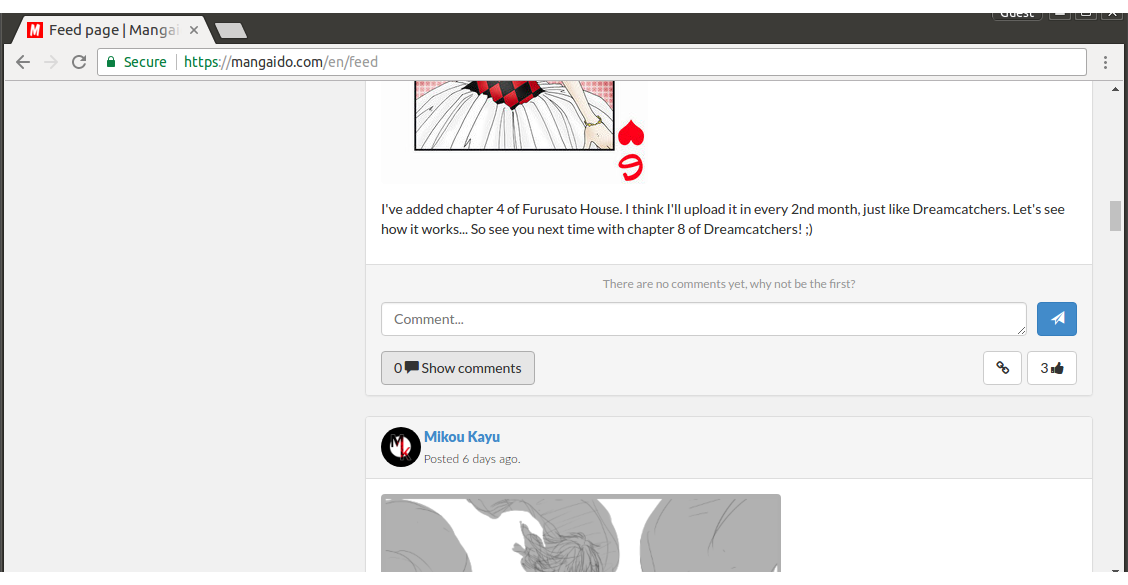 Guest
Feed page | Manga
Secure https://mangaido.com/en/feed
I've added chapter 4 of Furusato House. I think I'll upload it in every 2nd month, just like Dreamcatchers. Let's see
how it works... So see you next time with chapter 8 of Dreamcatchers! ;)
There are no comments yet, why not be the first?
Comment...
0 Show comments
3
Mikou Kayu
Posted 6 days ago.